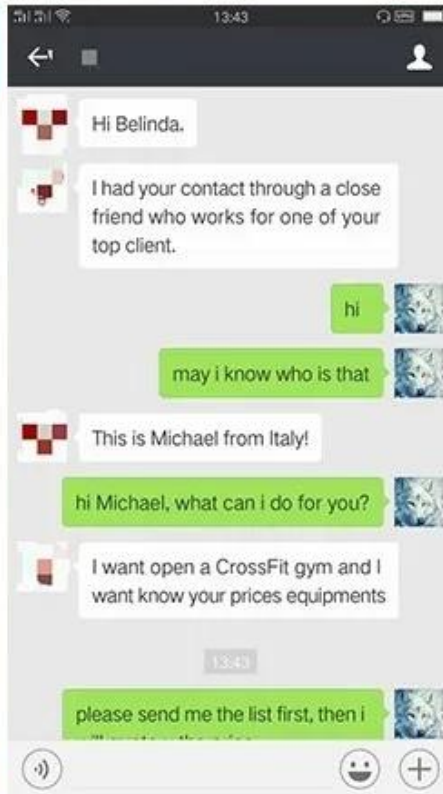 13:43
Hi Belinda.
I had your contact through a close
friend who works for one of your
top client.
hi
may i know who is that
This is Michael from Italy!
hi Michael, what can i do for you?
I want open a CrossFit gym and I
want know your prices equipments
13:43
please send me the list first, then i